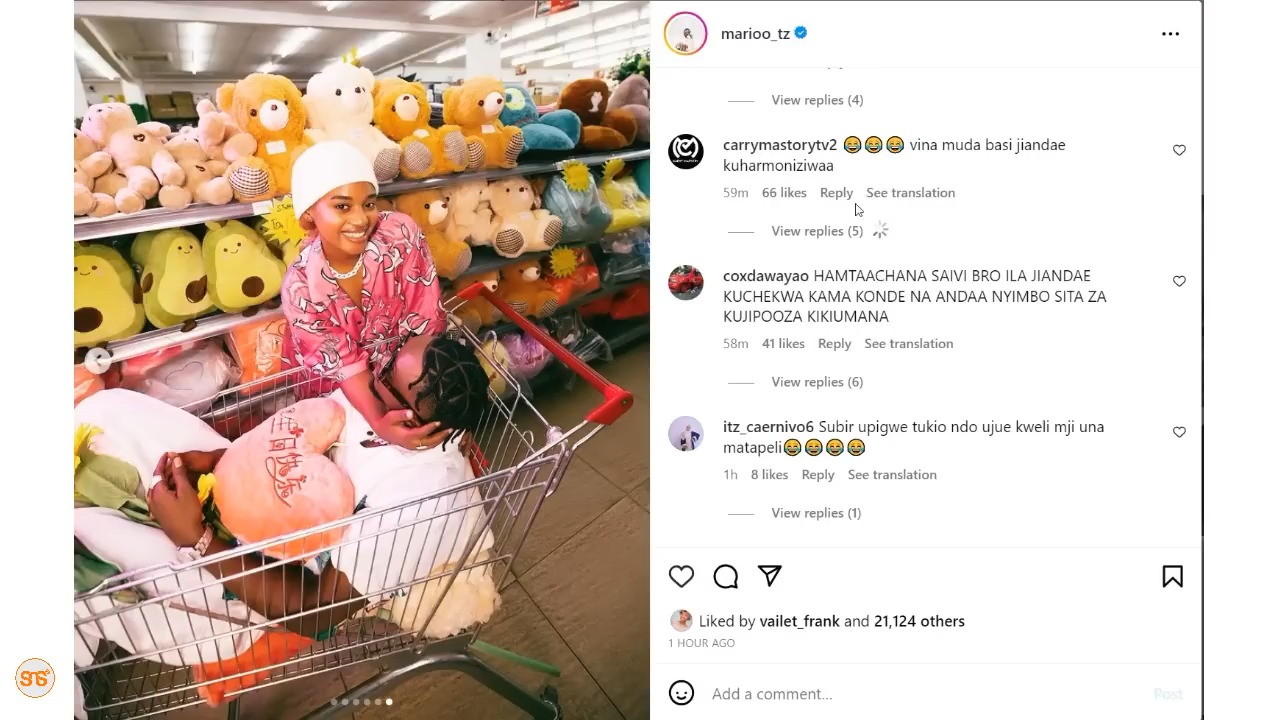 marioo_tz
View replies (4)
carrymastorytv2 😂😂😂 vina muda basi jiandae
kuharmoniziwaa
59m 66 likes Reply See translation
View replies (5)
coxdawayao HAMTAACHANA SAIVI BRO ILA JIANDAE
KUCHEKWA KAMA KONDE NA ANDAA NYIMBO SITA ZA
KUJIPOOZA KIKIUMANA
58m 41 likes Reply See translation
View replies (6)
itz_caernivo6 Subir upigwe tukio ndo ujue kweli mji una
matapeli😂😂😂😂
1h 8 likes Reply See translation
View replies (1)
Liked by vailet_frank and 21,124 others
1 HOUR AGO
Add a comment...
Post
SNS